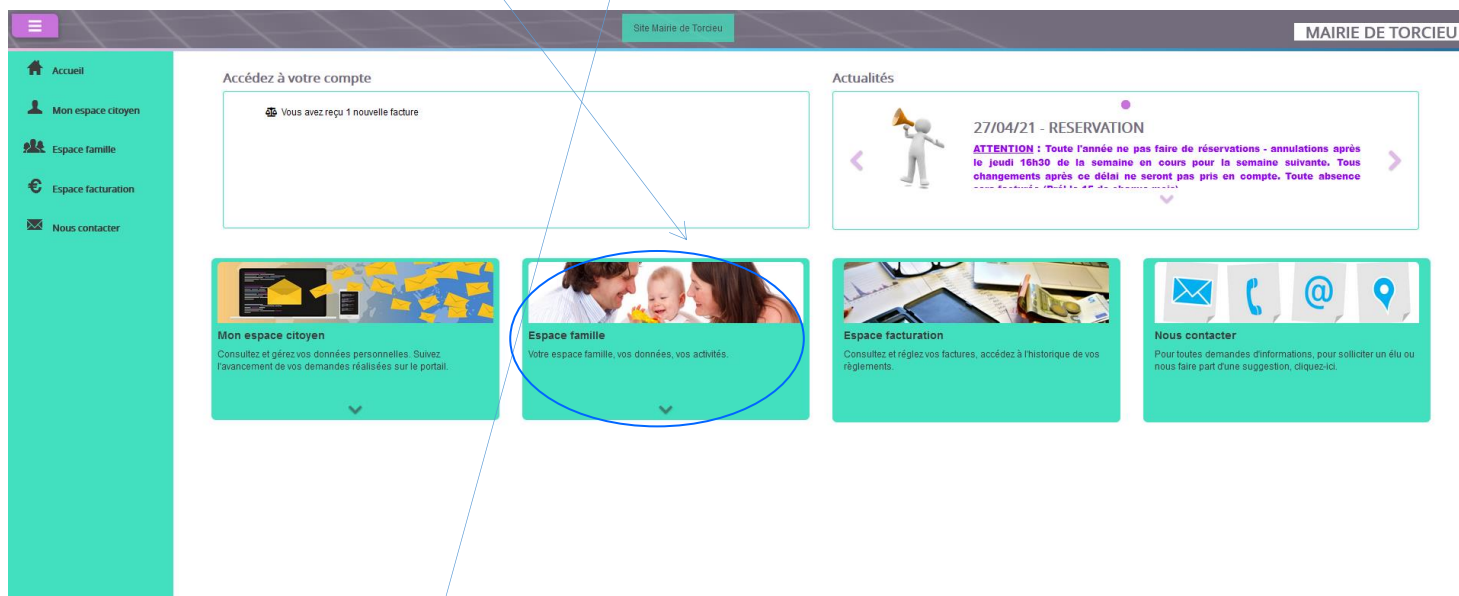 Site Mairie de Torcieu
MAIRIE DE TORCIEU
Accueil
Mon espace citoyen
Espace famille
Espace facturation
Nous contacter
Accédez à votre compte
Vous avez reçu 1 nouvelle facture
Actualités
27/04/21 - RESERVATION
ATTENTION : Toute l'année ne pas faire de réservations - annulations après
le jeudi 16h30 de la semaine en cours pour la semaine suivante. Tous
changements après ce délai ne seront pas pris en compte. Toute absence
Mon espace citoyen
Consultez et gérez vos données personnelles. Suivez
l'avancement de vos demandes réalisées sur le portail.
Espace famille
Votre espace famille, vos données, vos activités.
Espace facturation
Consultez et réglez vos factures, accédez à l'historique de vos
règlements.
Nous contacter
Pour toutes demandes d'informations, pour solliciter un élu ou
nous faire part d'une suggestion, cliquez-ici.